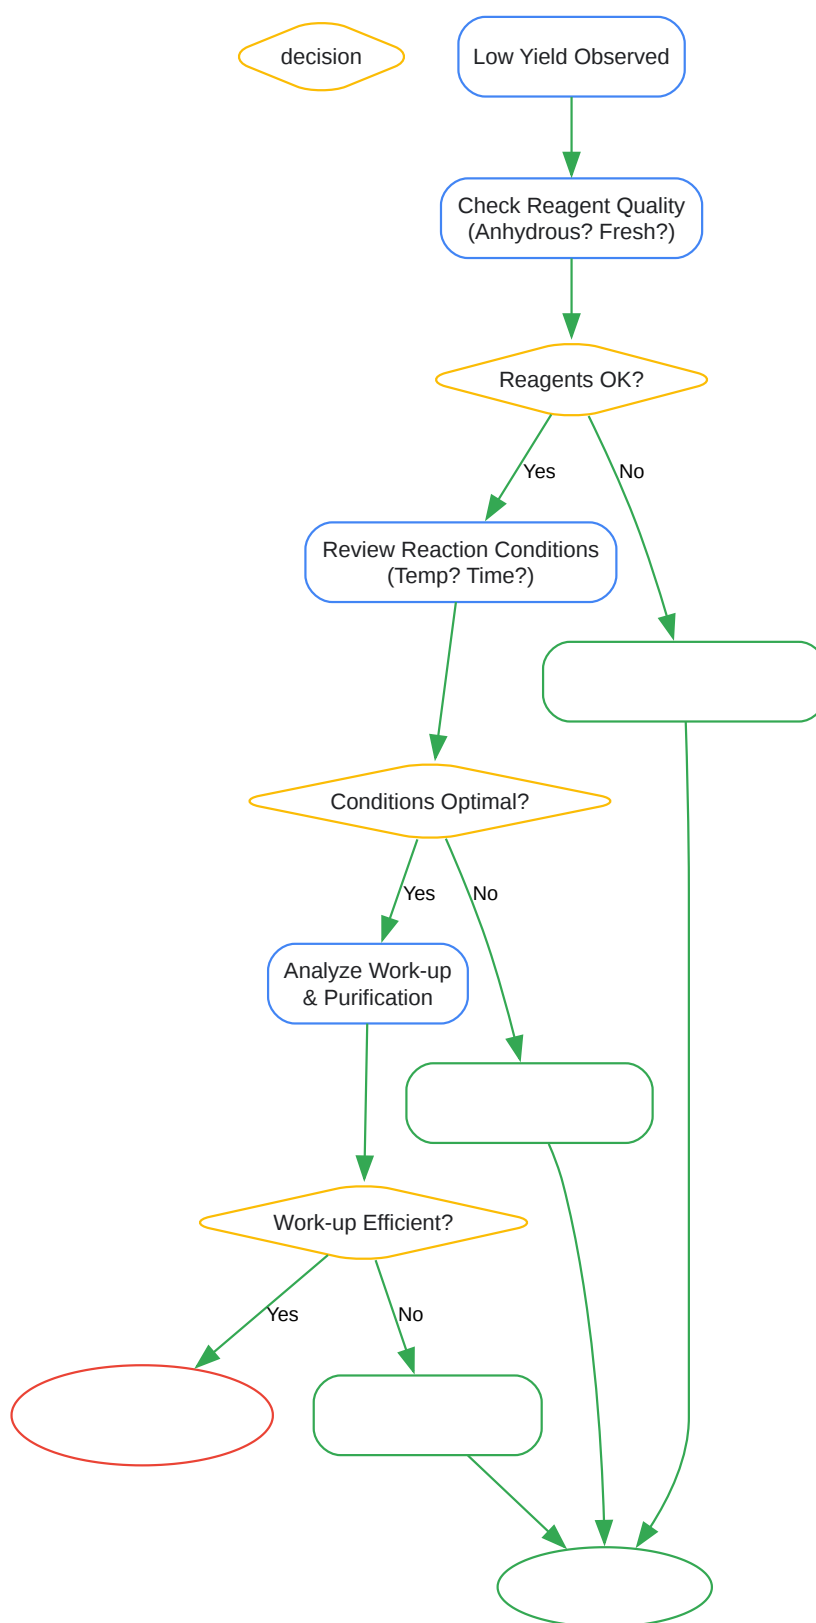 decision
Low Yield Observed
Check Reagent Quality
(Anhydrous? Fresh?)
Reagents OK?
Yes
No
Review Reaction Conditions
(Temp? Time?)
Conditions Optimal?
Yes
No
Analyze Work-up
& Purification
Work-up Efficient?
Yes
No